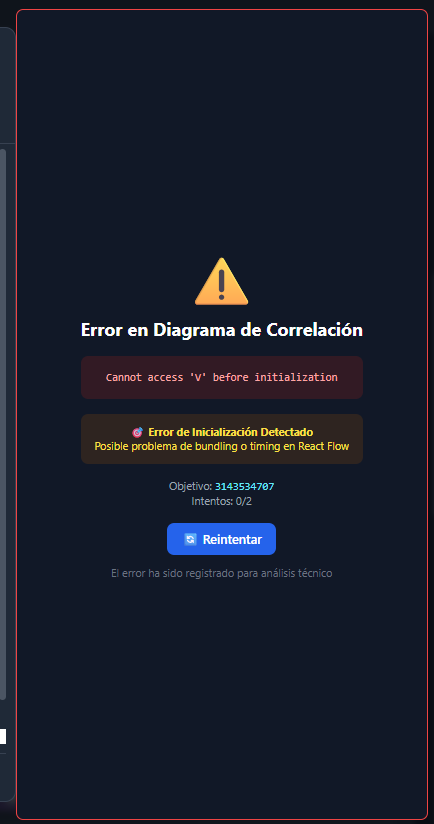 Error en Diagrama de Correlación
Cannot access 'V' before initialization
🎯 Error de Inicialización Detectado
Posible problema de bundling o timing en React Flow
Objetivo: 3143534707
Intentos: 0/2
🔄 Reintentar
El error ha sido registrado para análisis técnico